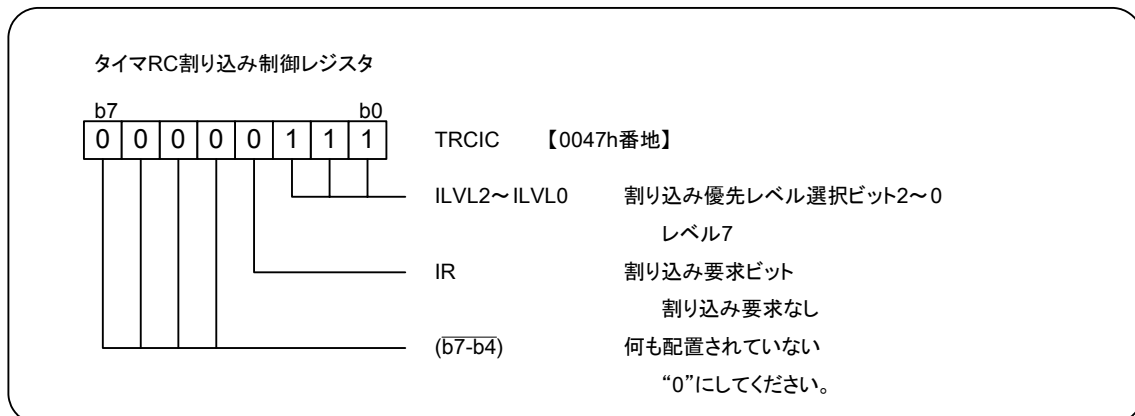 タイマRC割り込み制御レジスタ
b7 b0
0 0 0 0 0 1 1 1 TRCIC 【0047h番地】
ILVL2～ILVL0 割り込み優先レベル選択ビット2～0
レベル7
IR 割り込み要求ビット
割り込み要求なし
(b7-b4) 何も配置されていない
“0”にしてください。